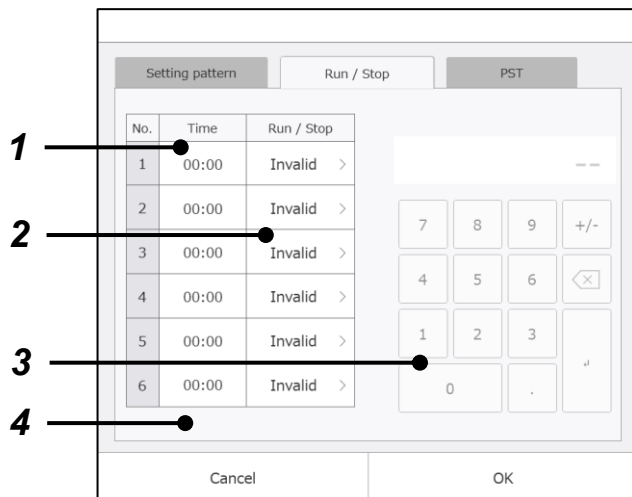 Setting pattern Run / Stop PST
No. Time Run / Stop
1
1 00:00 Invalid >
--
2 00:00 Invalid >
7 8 9 +/-
2
3 00:00 Invalid >
4 5 6
4 00:00 Invalid >
5 00:00 Invalid >
1 2 3
3
6 00:00 Invalid >
0 .
4
Cancel OK